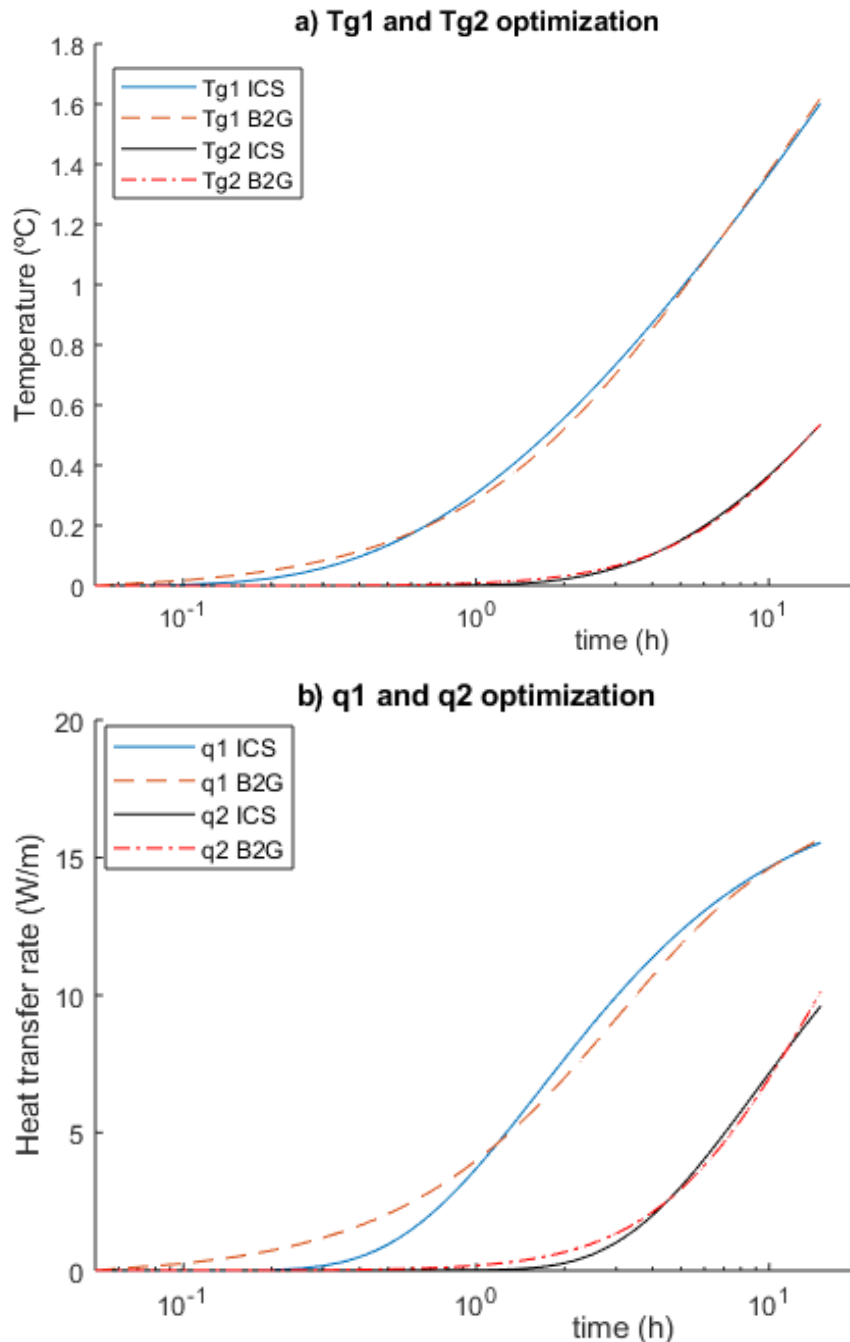 a) Tg1 and Tg2 optimization
1.8
1.6
1.4
1.2
1
0.8
0.6
0.4
0.2
0
Temperature (ºC)
Tg1 ICS
Tg1 B2G
Tg2 ICS
Tg2 B2G
10⁻¹
10⁰
10¹
time (h)
b) q1 and q2 optimization
20
15
10
5
0
Heat transfer rate (W/m)
q1 ICS
q1 B2G
q2 ICS
q2 B2G
10⁻¹
10⁰
10¹
time (h)